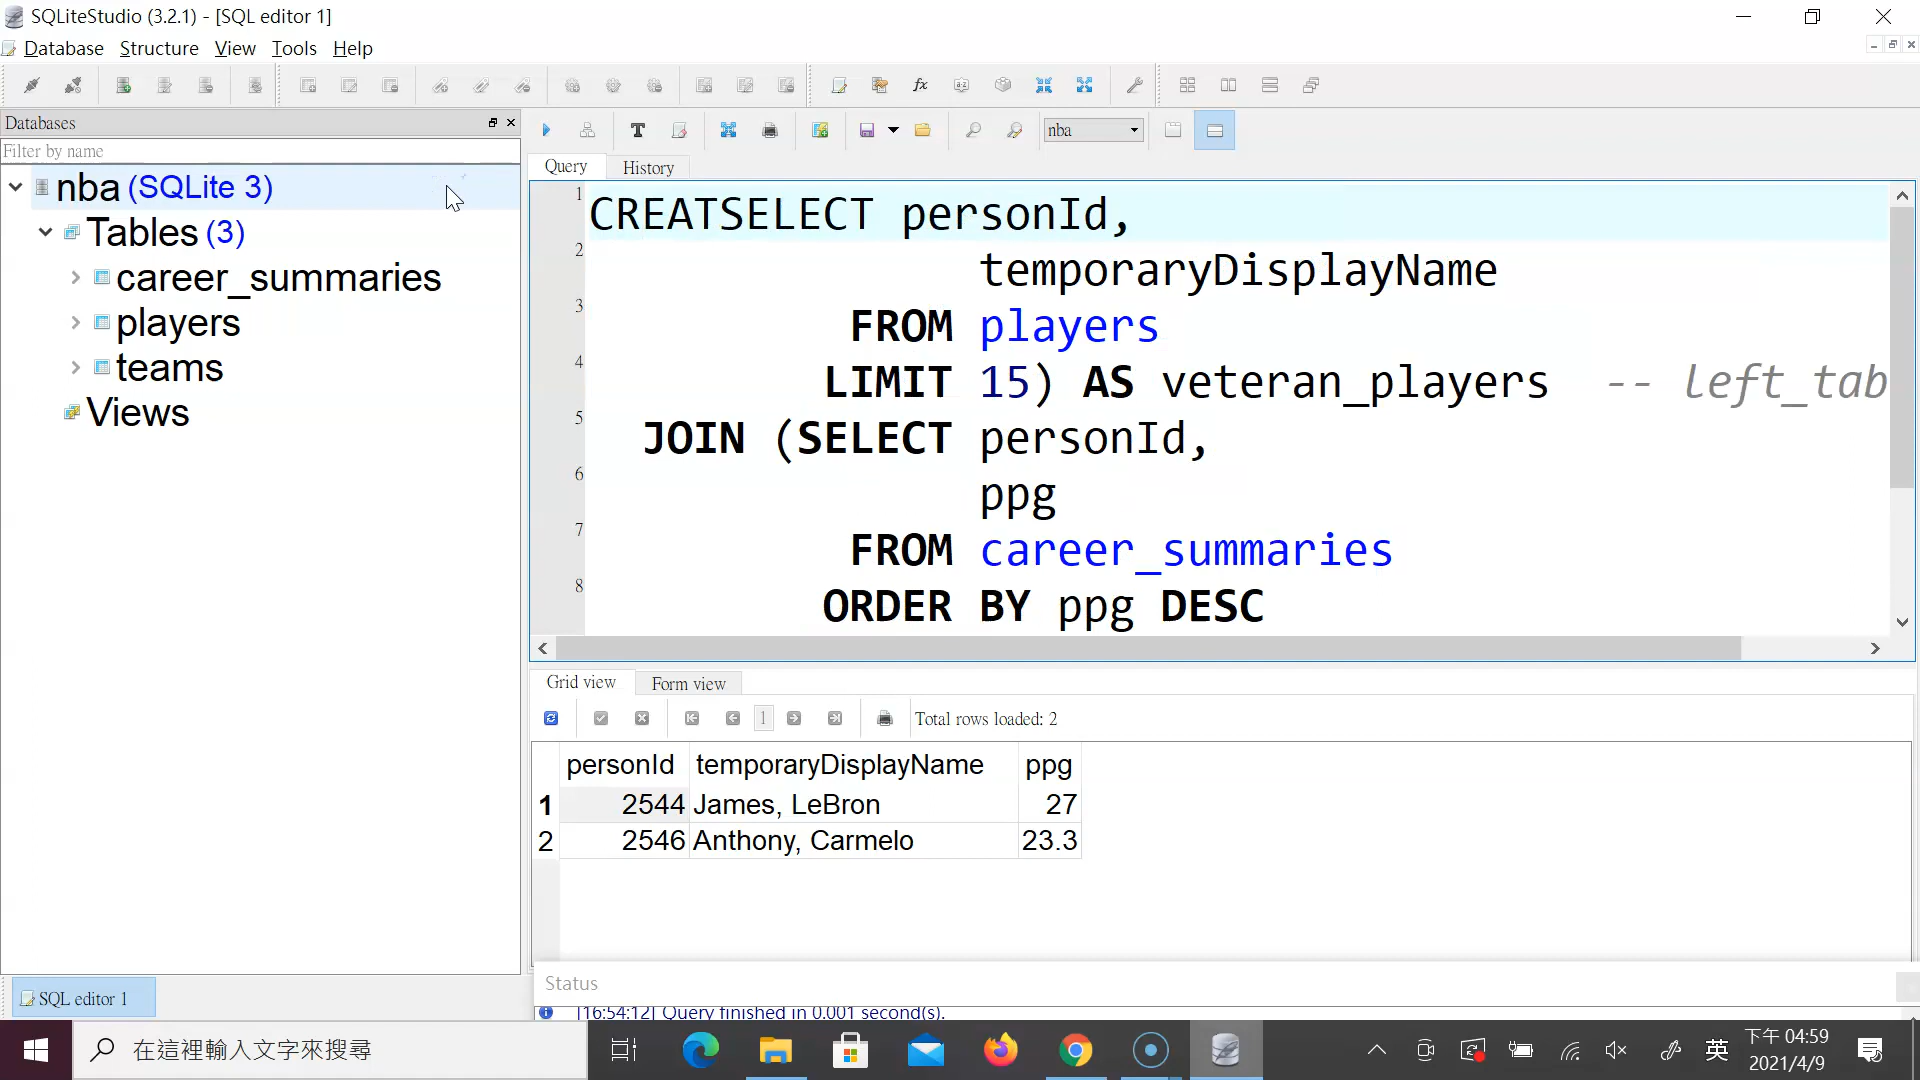 SQLiteStudio (3.2.1) - [SQL editor 1]
Database Structure View Tools Help
Databases
Filter by name
nba (SQLite 3)
Tables (3)
career_summaries
players
teams
Views
SQL editor 1
nba
Query History
1 CREATSELECT personId,
2 temporaryDisplayName
3 FROM players
4 LIMIT 15) AS veteran_players -- left_tab
5 JOIN (SELECT personId,
6 ppg
7 FROM career_summaries
8 ORDER BY ppg DESC
Grid view Form view
1 Total rows loaded: 2
personId temporaryDisplayName ppg
1 2544 James, LeBron 27
2 2546 Anthony, Carmelo 23.3
Status
[16:54:12] Query finished in 0.001 second(s).
在這裡輸入文字來搜尋
英
下午 04:59
2021/4/9